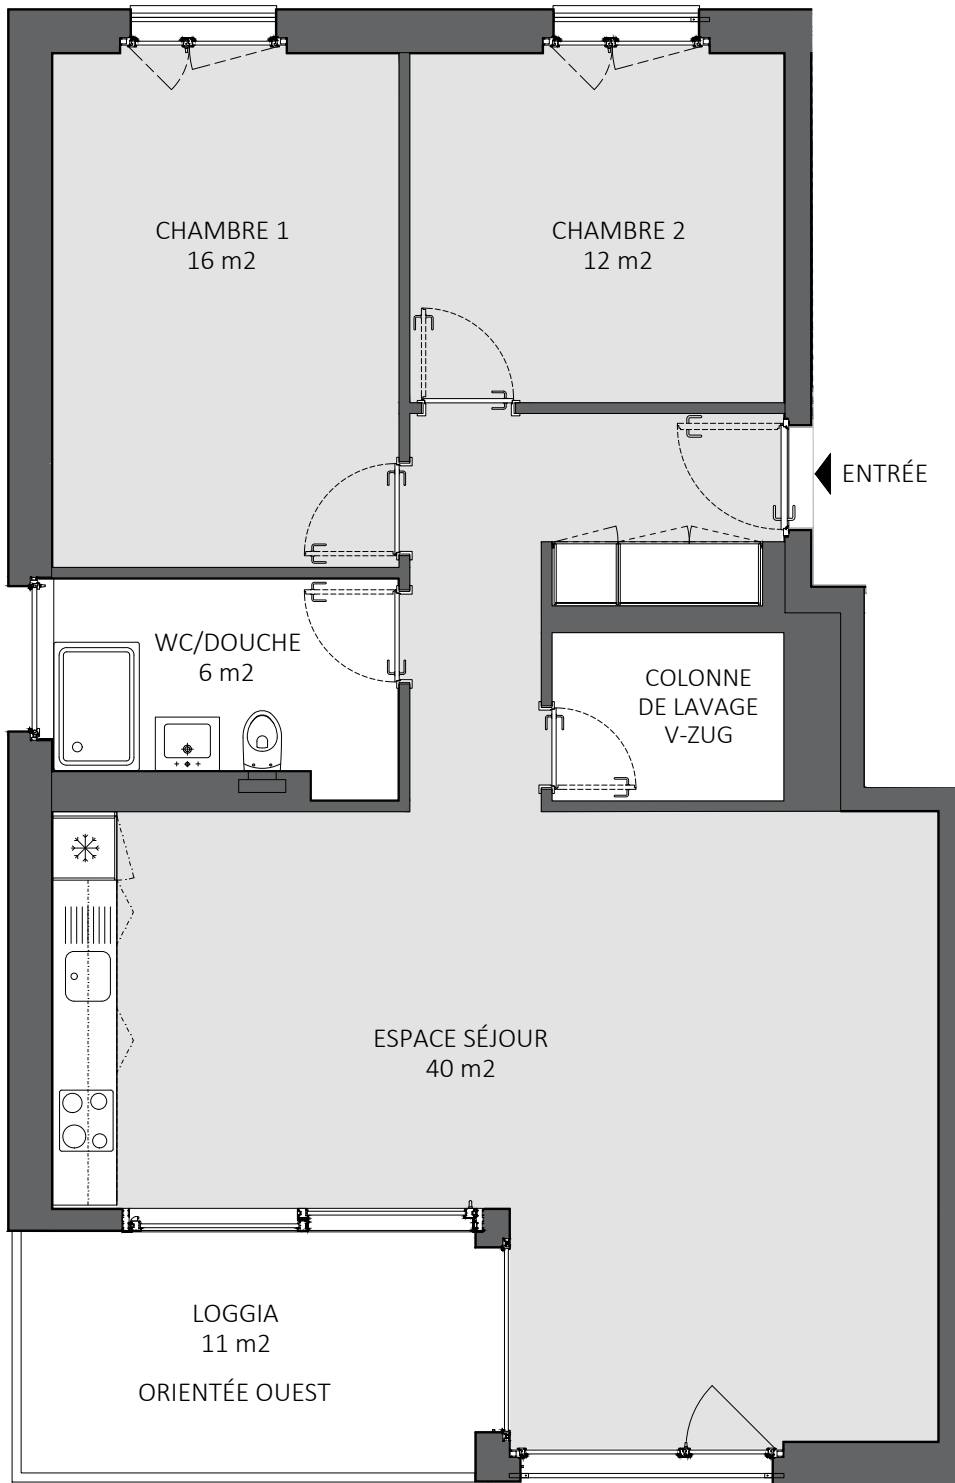 CHAMBRE 1
16 m2
CHAMBRE 2
12 m2
ENTRÉE
WC/DOUCHE
6 m2
COLONNE
DE LAVAGE
V-ZUG
ESPACE SÉJOUR
40 m2
LOGGIA
11 m2
ORIENTÉE OUEST